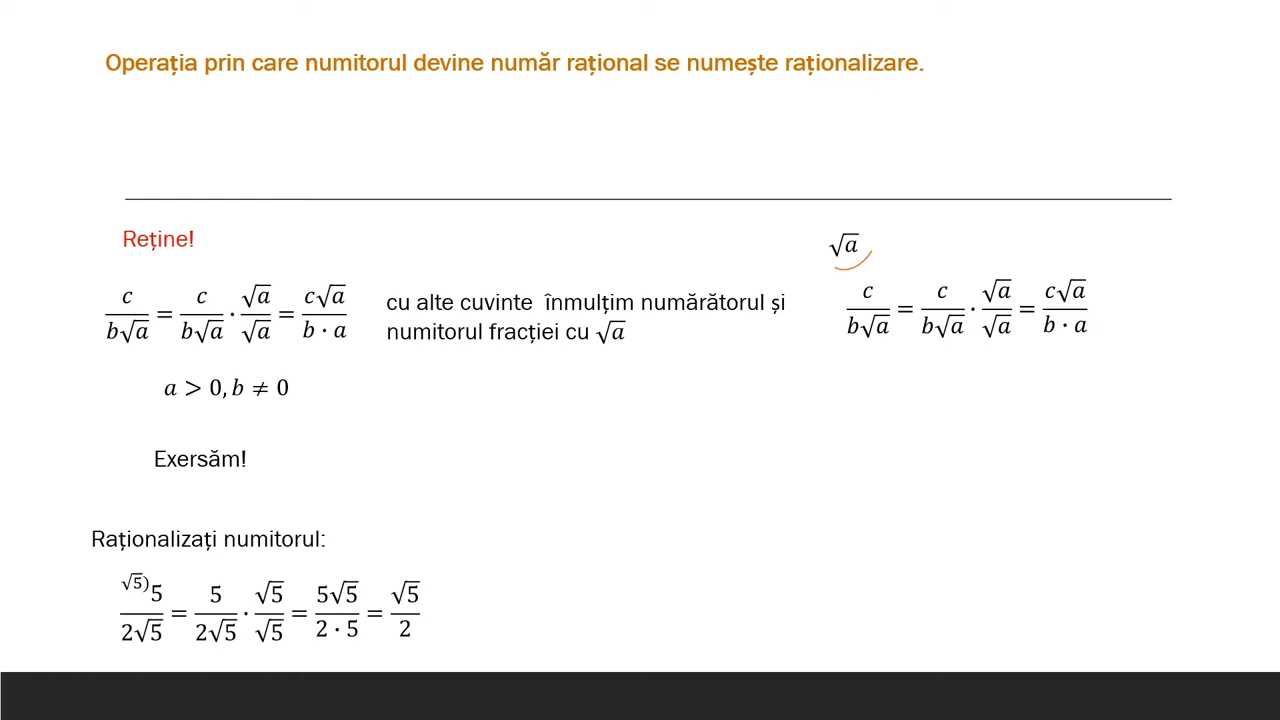 Operația prin care numitorul devine număr rațional se numește raționalizare.
Reține!
c/(b√a) = c/(b√a) · √a/√a = c√a/(b · a)
cu alte cuvinte înmulțim numărătorul și
numitorul fracției cu √a
√a
c/(b√a) = c/(b√a) · √a/√a = c√a/(b · a)
a > 0, b ≠ 0
Exersăm!
Raționalizați numitorul:
√5) 5/(2√5) = 5/(2√5) · √5/√5 = 5√5/(2 · 5) = √5/2